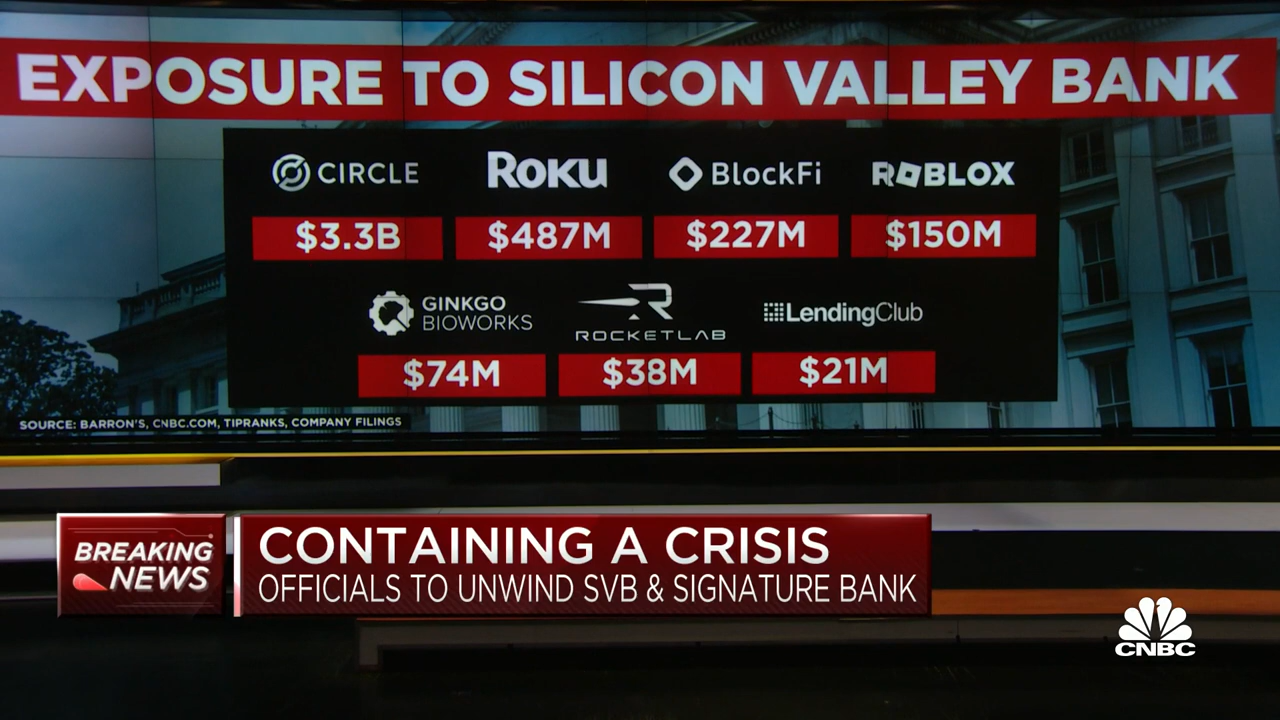 EXPOSURE TO SILICON VALLEY BANK
CIRCLE
ROKU
BlockFi
ROBLOX
$3.3B
$487M
$227M
$150M
GINKGO
BIOWORKS
ROCKETLAB
LendingClub
$74M
$38M
$21M
SOURCE: BARRON'S, CNBC.COM, TIPRANKS, COMPANY FILINGS
BREAKING
NEWS
CONTAINING A CRISIS
OFFICIALS TO UNWIND SVB & SIGNATURE BANK
CNBC